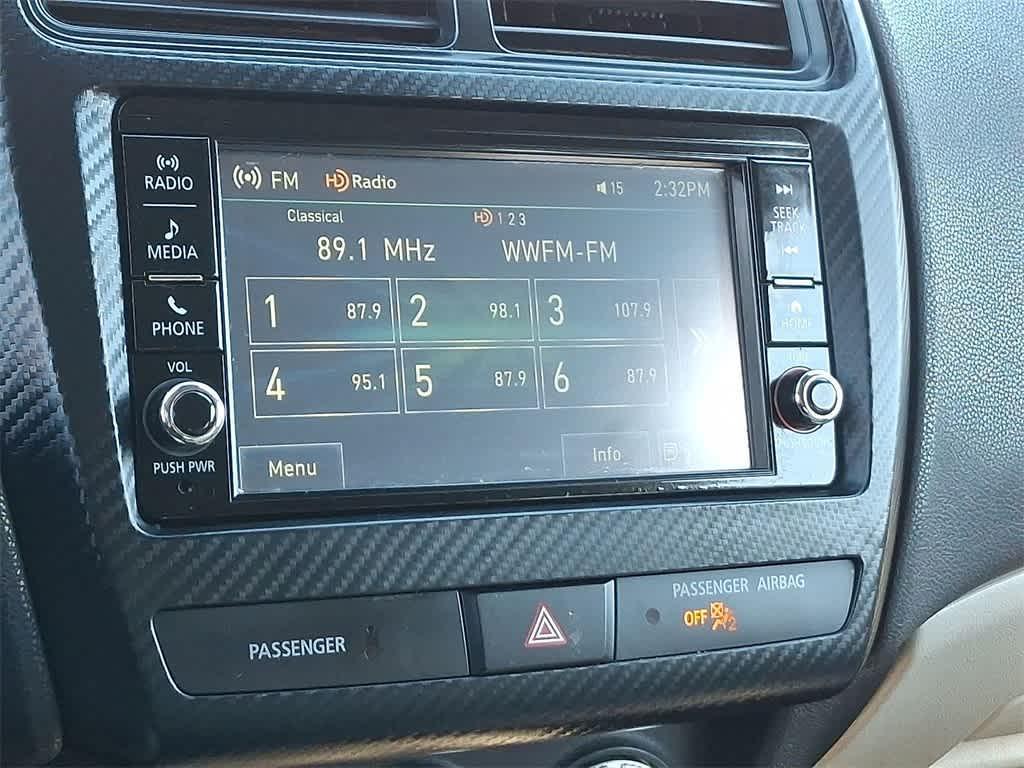 RADIO
MEDIA
PHONE
VOL
PUSH PWR
FM HD Radio 15 2:32PM
Classical HD 1 2 3
89.1 MHz WWFM-FM
1 87.9 2 98.1 3 107.9
4 95.1 5 87.9 6 87.9
Menu Info
SEEK
TRACK
HOME
PASSENGER
PASSENGER AIRBAG
OFF 2